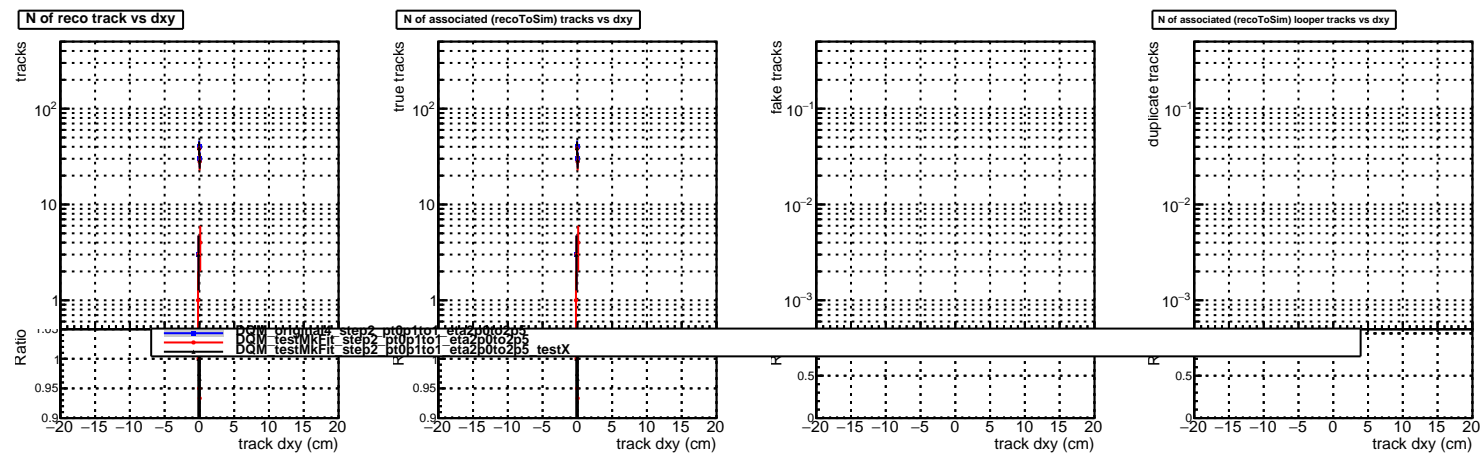 N of reco track vs dxy
N of associated (recoToSim) tracks vs dxy
N of associated (recoToSim) looper tracks vs dxy
tracks
10²
10
1
true tracks
10²
10
1
fake tracks
10⁻¹
10⁻²
10⁻³
duplicate tracks
10⁻¹
10⁻²
10⁻³
DQM_original4_step2_pt0p1to1_eta2p0to2p5
DQM_testMkFit_step2_pt0p1to1_eta2p0to2p5
DQM_testMkFit_step2_pt0p1to1_eta2p0to2p5_testX
Ratio
1.05
1
0.95
0.9
−20 −15 −10 −5 0 5 10 15 20
track dxy (cm)
0.95
0.9
−20 −15 −10 −5 0 5 10 15 20
track dxy (cm)
0.5
0
−20 −15 −10 −5 0 5 10 15 20
track dxy (cm)
0.5
0
−20 −15 −10 −5 0 5 10 15 20
track dxy (cm)